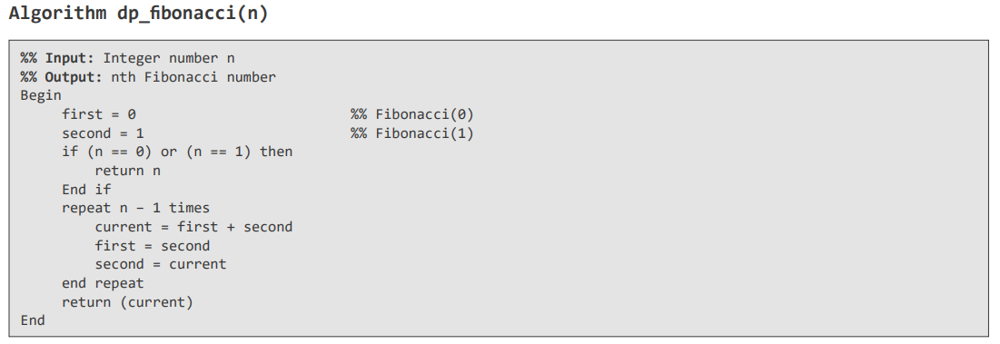 Algorithm dp_fibonacci(n)
%% Input: Integer number n
%% Output: nth Fibonacci number
Begin
first = 0 %% Fibonacci(0)
second = 1 %% Fibonacci(1)
if (n == 0) or (n == 1) then
return n
End if
repeat n – 1 times
current = first + second
first = second
second = current
end repeat
return (current)
End